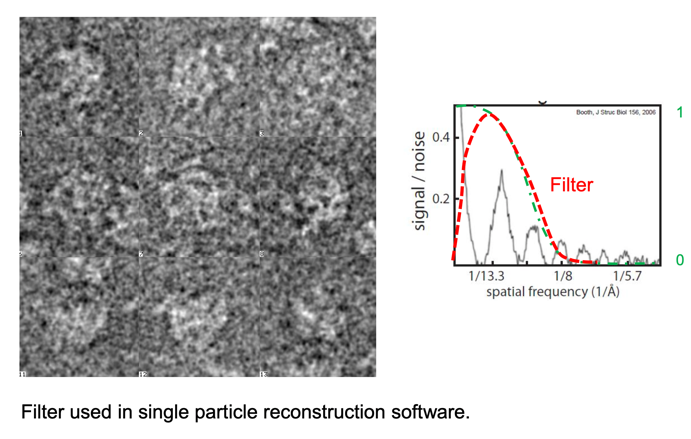 Booth, J Struc Biol 156, 2006
1
0.4
signal / noise
Filter
0.2
0
1/13.3 1/8 1/5.7
spatial frequency (1/Å)
Filter used in single particle reconstruction software.